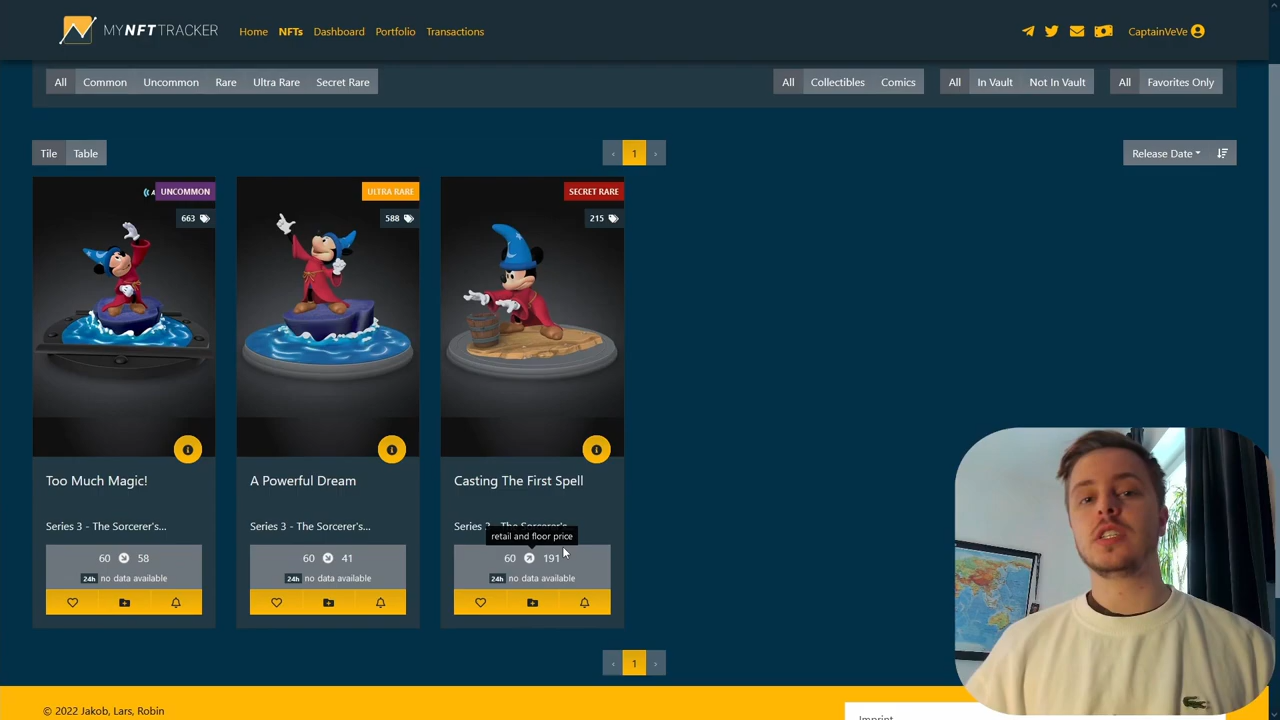 MYNFTTRACKER Home NFTs Dashboard Portfolio Transactions CaptainVeVe
All Common Uncommon Rare Ultra Rare Secret Rare All Collectibles Comics All In Vault Not In Vault All Favorites Only
Tile Table ‹ 1 › Release Date
UNCOMMON ULTRA RARE SECRET RARE
663 588 215
Too Much Magic! A Powerful Dream Casting The First Spell
Series 3 - The Sorcerer's... Series 3 - The Sorcerer's... Series
retail and floor price
60 58 60 41 60 191
24h no data available 24h no data available 24h no data available
‹ 1 ›
© 2022 Jakob, Lars, Robin